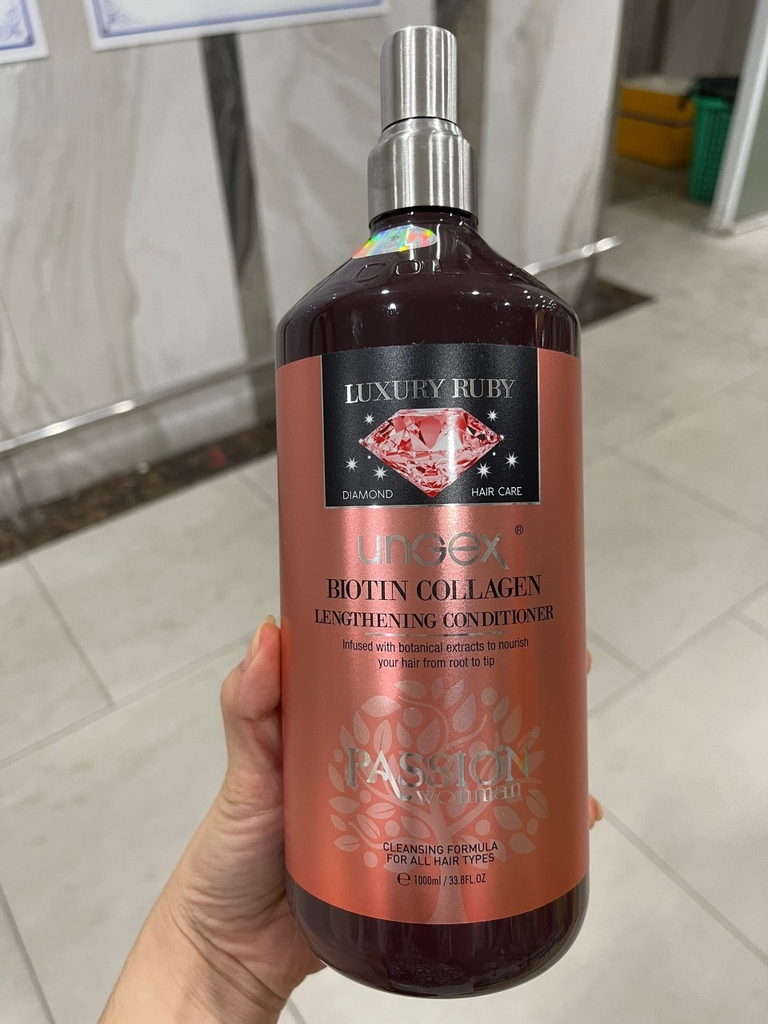 LUXURY RUBY
DIAMOND HAIR CARE
unGex ®
BIOTIN COLLAGEN
LENGTHENING CONDITIONER
Infused with botanical extracts to nourish
your hair from root to tip
PASSION
wonman
CLEANSING FORMULA
FOR ALL HAIR TYPES
℮ 1000ml / 33.8FL.OZ